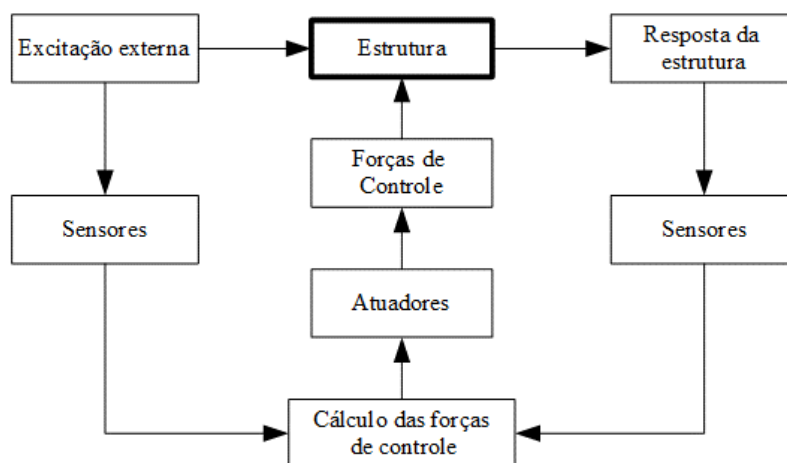 Excitação externa
Estrutura
Resposta da
estrutura
Forças de
Controle
Sensores
Sensores
Atuadores
Cálculo das forças
de controle